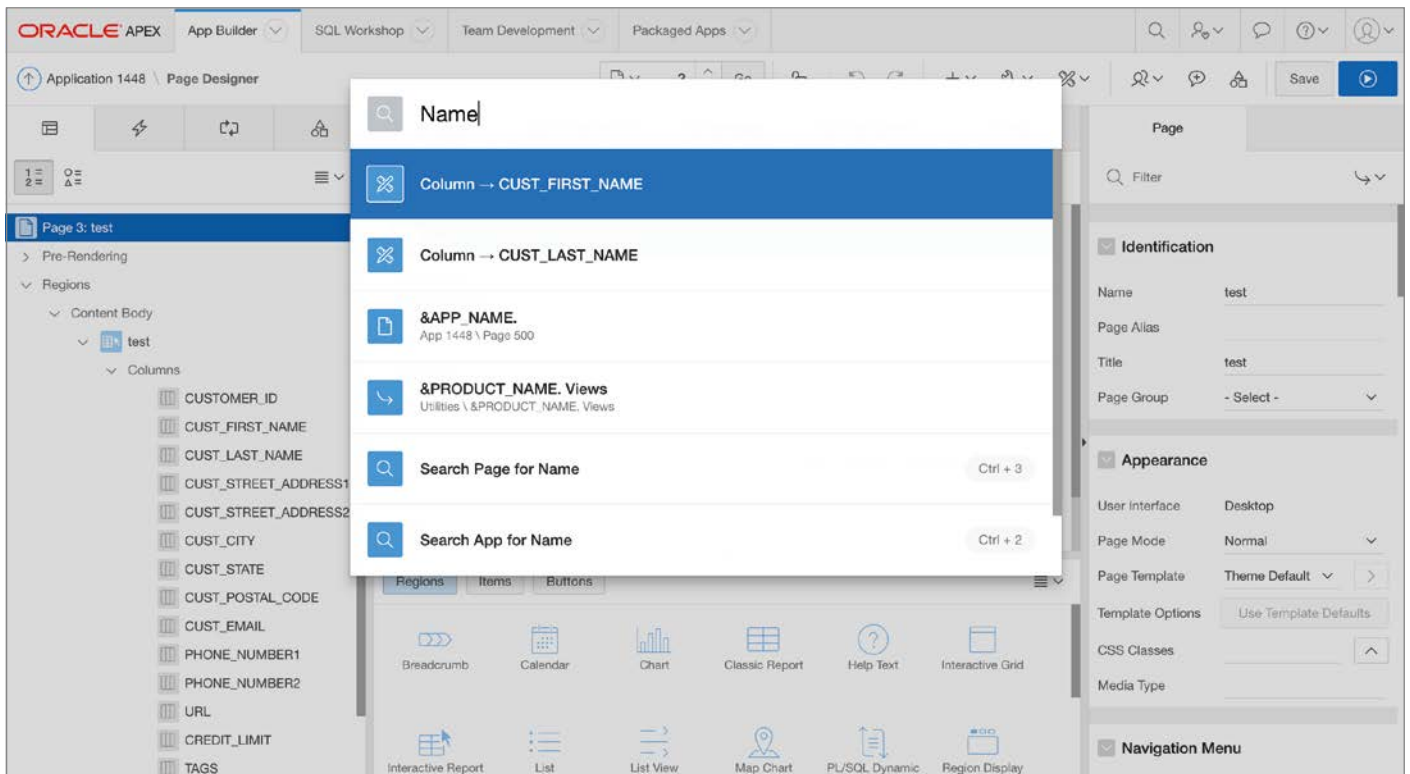 ORACLE APEX
App Builder
SQL Workshop
Team Development
Packaged Apps
Application 1448 \ Page Designer
Save
Name
Column → CUST_FIRST_NAME
Column → CUST_LAST_NAME
&APP_NAME.
App 1448 \ Page 500
&PRODUCT_NAME. Views
Utilities \ &PRODUCT_NAME. Views
Search Page for Name
Ctrl + 3
Search App for Name
Ctrl + 2
Page 3: test
Pre-Rendering
Regions
Content Body
test
Columns
CUSTOMER_ID
CUST_FIRST_NAME
CUST_LAST_NAME
CUST_STREET_ADDRESS1
CUST_STREET_ADDRESS2
CUST_CITY
CUST_STATE
CUST_POSTAL_CODE
CUST_EMAIL
PHONE_NUMBER1
PHONE_NUMBER2
URL
CREDIT_LIMIT
TAGS
Regions
Items
Buttons
Breadcrumb
Calendar
Chart
Classic Report
Help Text
Interactive Grid
Interactive Report
List
List View
Map Chart
PL/SQL Dynamic
Region Display
Page
Filter
Identification
Name test
Page Alias
Title test
Page Group - Select -
Appearance
User Interface Desktop
Page Mode Normal
Page Template Theme Default
Template Options Use Template Defaults
CSS Classes
Media Type
Navigation Menu